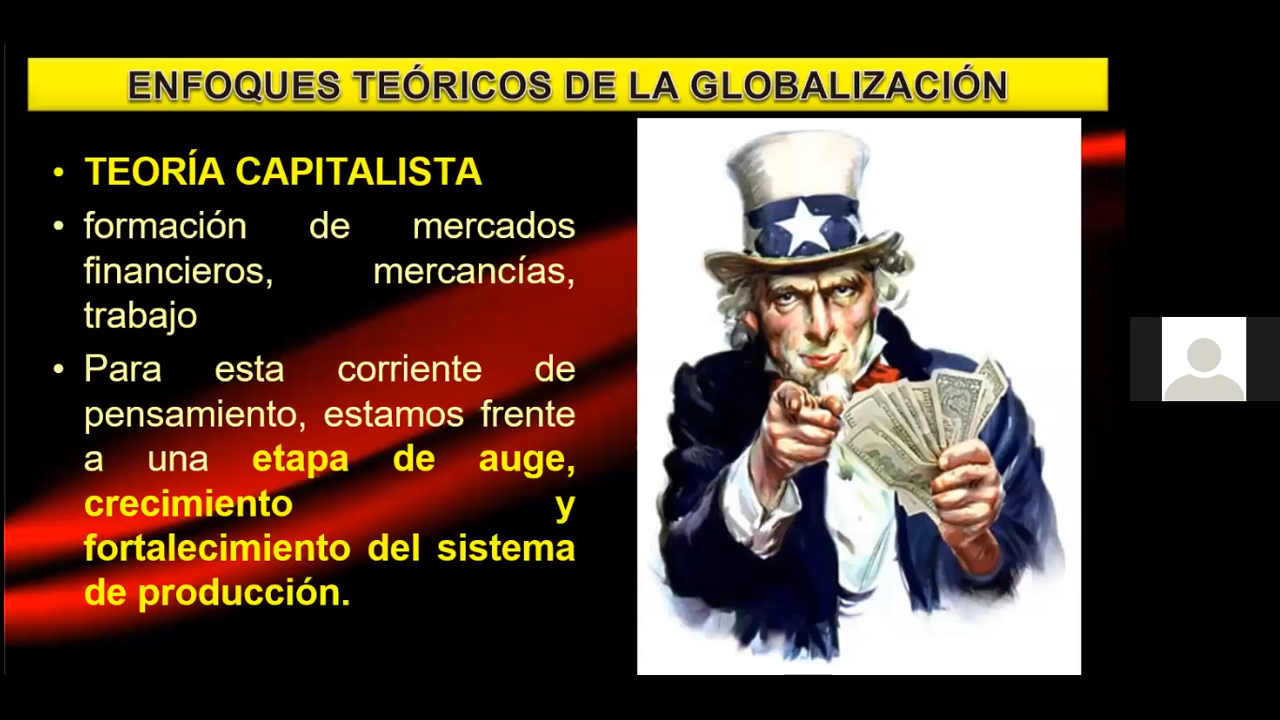 ENFOQUES TEÓRICOS DE LA GLOBALIZACIÓN
• TEORÍA CAPITALISTA
• formación de mercados
financieros, mercancías,
trabajo
• Para esta corriente de
pensamiento, estamos frente
a una etapa de auge,
crecimiento y
fortalecimiento del sistema
de producción.